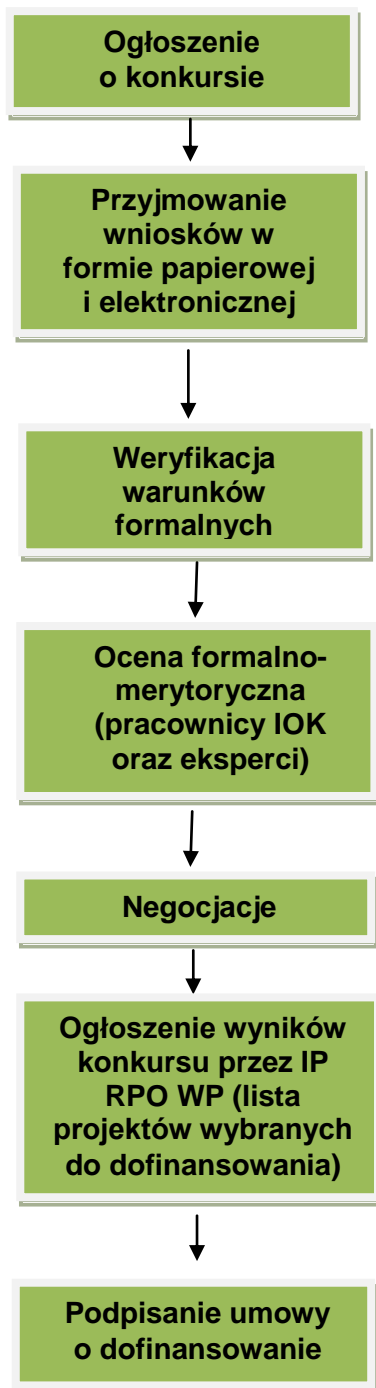 Ogłoszenie
o konkursie
Przyjmowanie
wniosków w
formie papierowej
i elektronicznej
Weryfikacja
warunków
formalnych
Ocena formalno-
merytoryczna
(pracownicy IOK
oraz eksperci)
Negocjacje
Ogłoszenie wyników
konkursu przez IP
RPO WP (lista
projektów wybranych
do dofinansowania)
Podpisanie umowy
o dofinansowanie